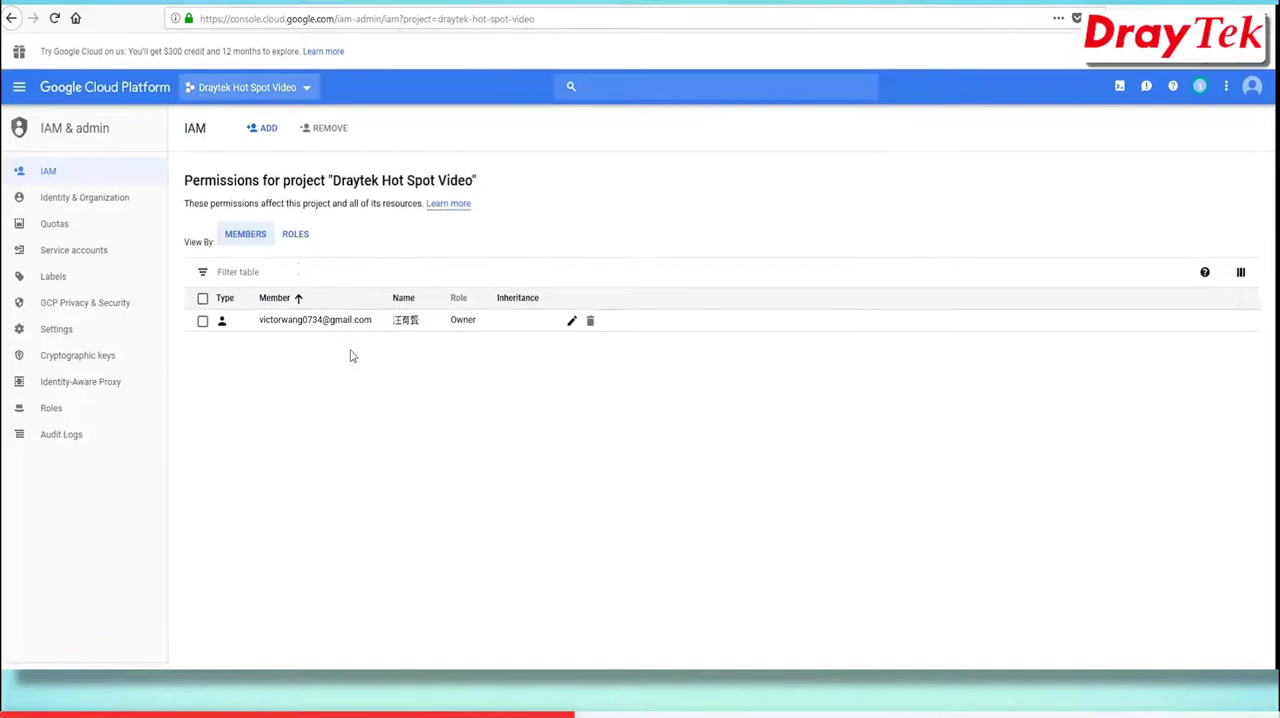 https://console.cloud.google.com/iam-admin/iam?project=draytek-hot-spot-video
DrayTek
Try Google Cloud on us: You'll get $300 credit and 12 months to explore. Learn more
Google Cloud Platform
Draytek Hot Spot Video
1
IAM & admin
IAM
ADD
REMOVE
IAM
Identity & Organization
Quotas
Service accounts
Labels
GCP Privacy & Security
Settings
Cryptographic keys
Identity-Aware Proxy
Roles
Audit Logs
Permissions for project "Draytek Hot Spot Video"
These permissions affect this project and all of its resources. Learn more
View By: MEMBERS ROLES
Filter table
Type Member Name Role Inheritance
victorwang0734@gmail.com 汪育賢 Owner